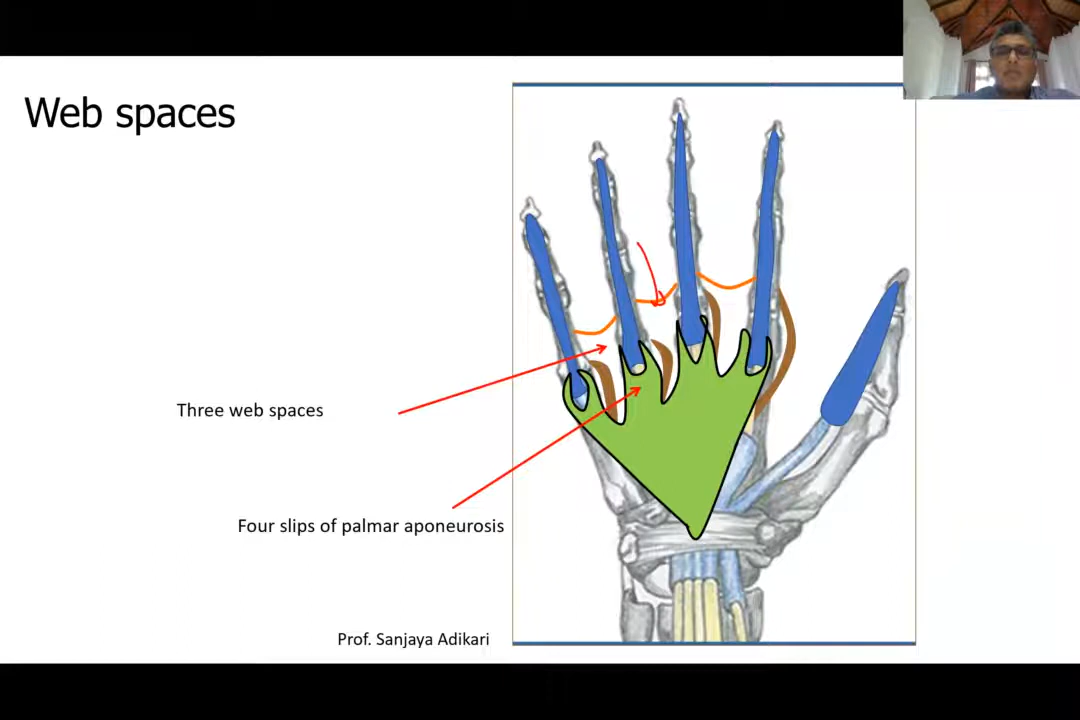 Web spaces
Three web spaces
Four slips of palmar aponeurosis
Prof. Sanjaya Adikari